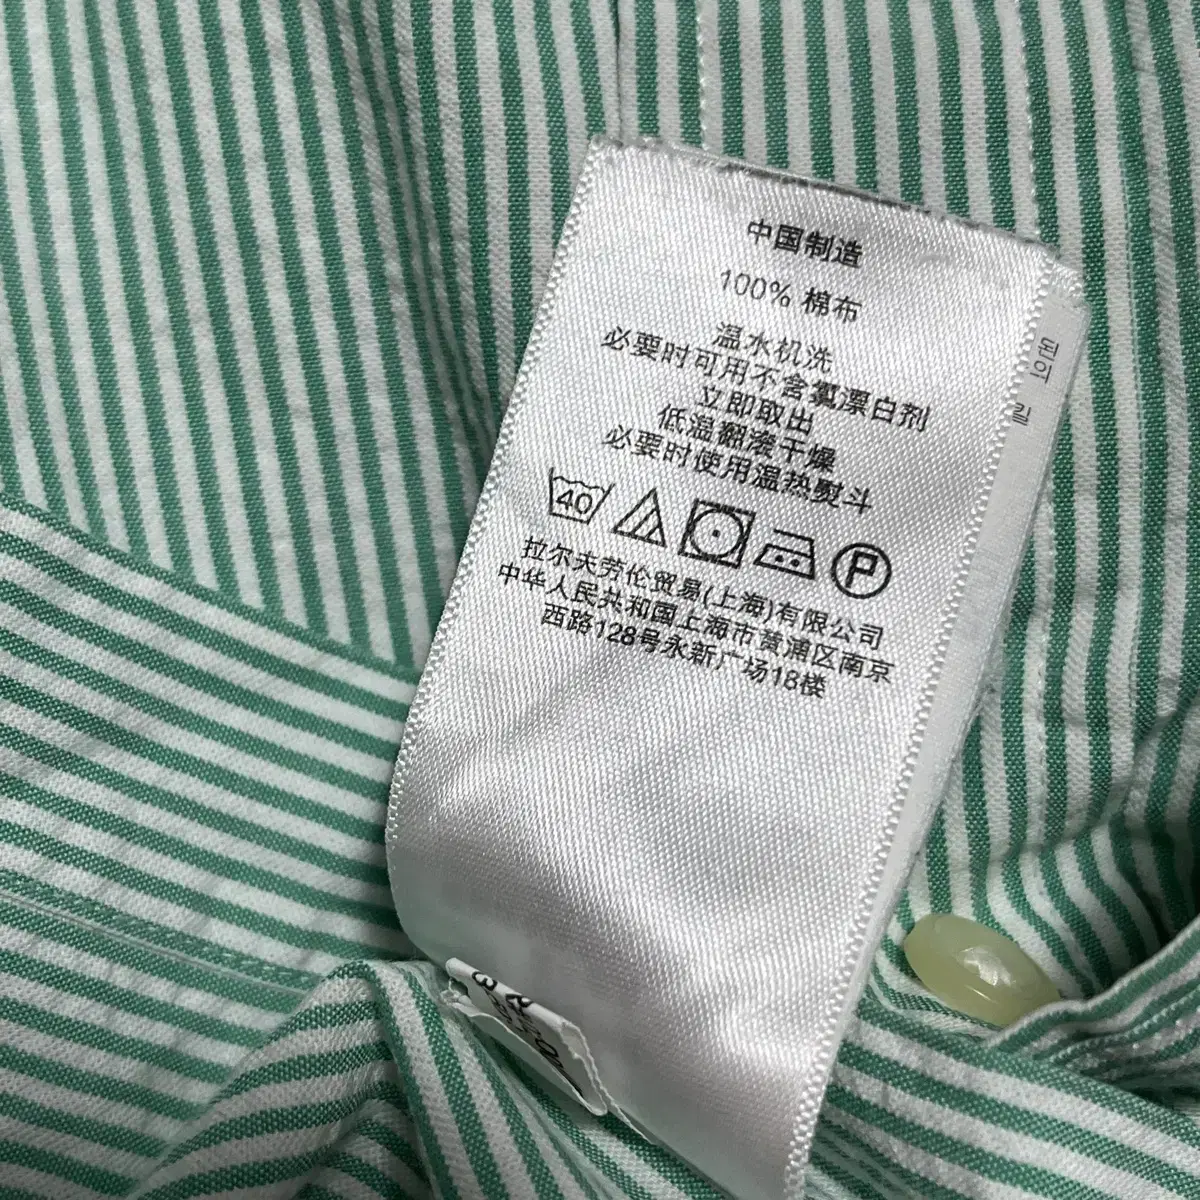 中国制造
100% 棉布
温水机洗
必要时可用不含氯漂白剂
立即取出
低温翻滚干燥
必要时使用温热熨斗
40
P
拉尔夫劳伦贸易(上海)有限公司
中华人民共和国上海市黄浦区南京
西路128号永新广场18楼
된의
길